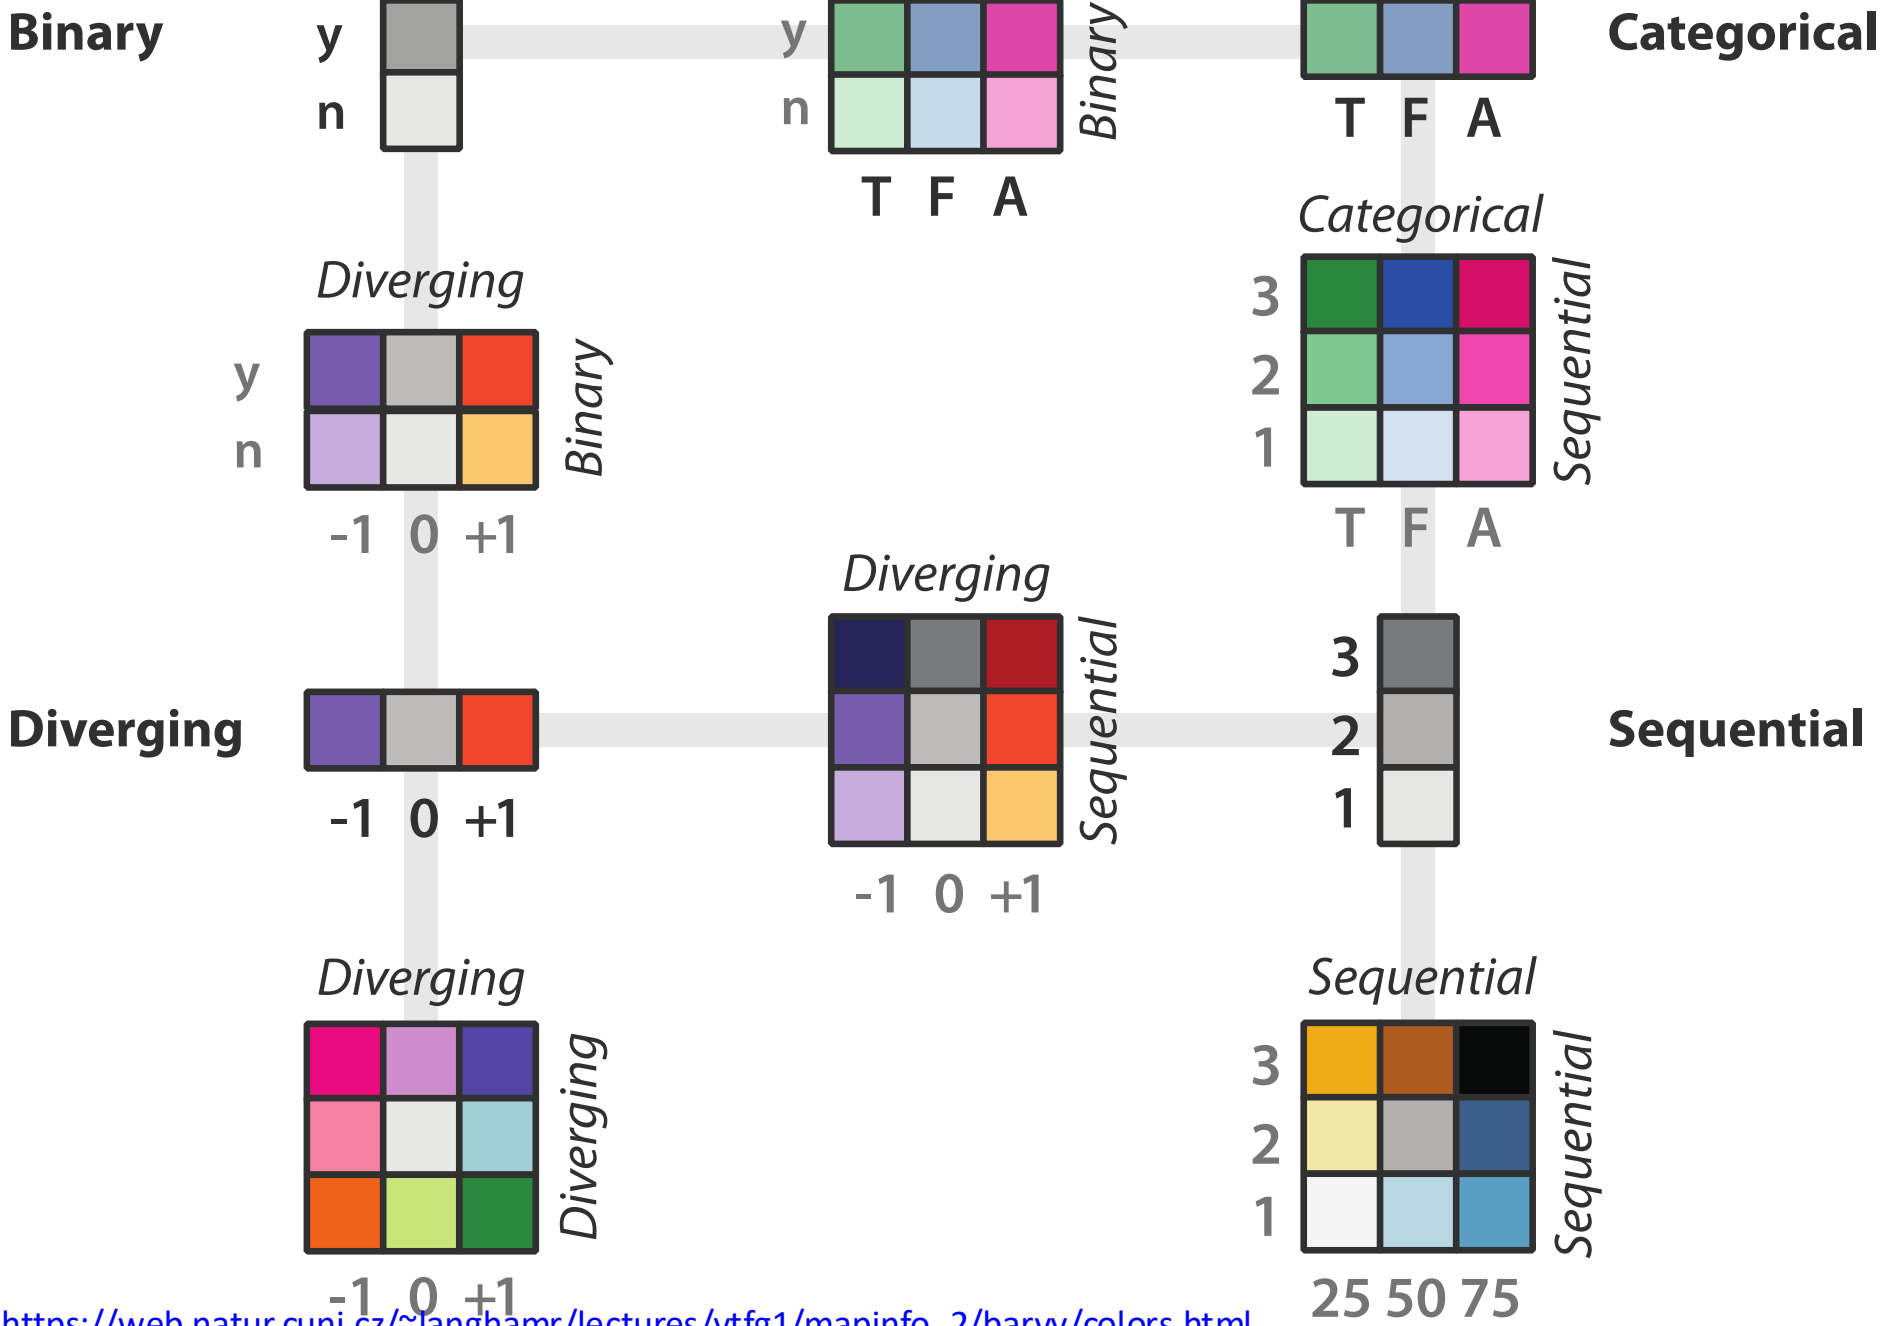 Binary
y
n
y
n
T F A
Binary
T F A
Categorical
Diverging
y
n
-1 0 +1
Binary
Categorical
3
2
1
T F A
Sequential
Diverging
-1 0 +1
Diverging
-1 0 +1
Sequential
3
2
1
Sequential
Diverging
-1 0 +1
Diverging
Sequential
3
2
1
25 50 75
Sequential
https://web.natur.cuni.cz/~langhamr/lectures/vtfg1/mapinfo_2/barvy/colors.html